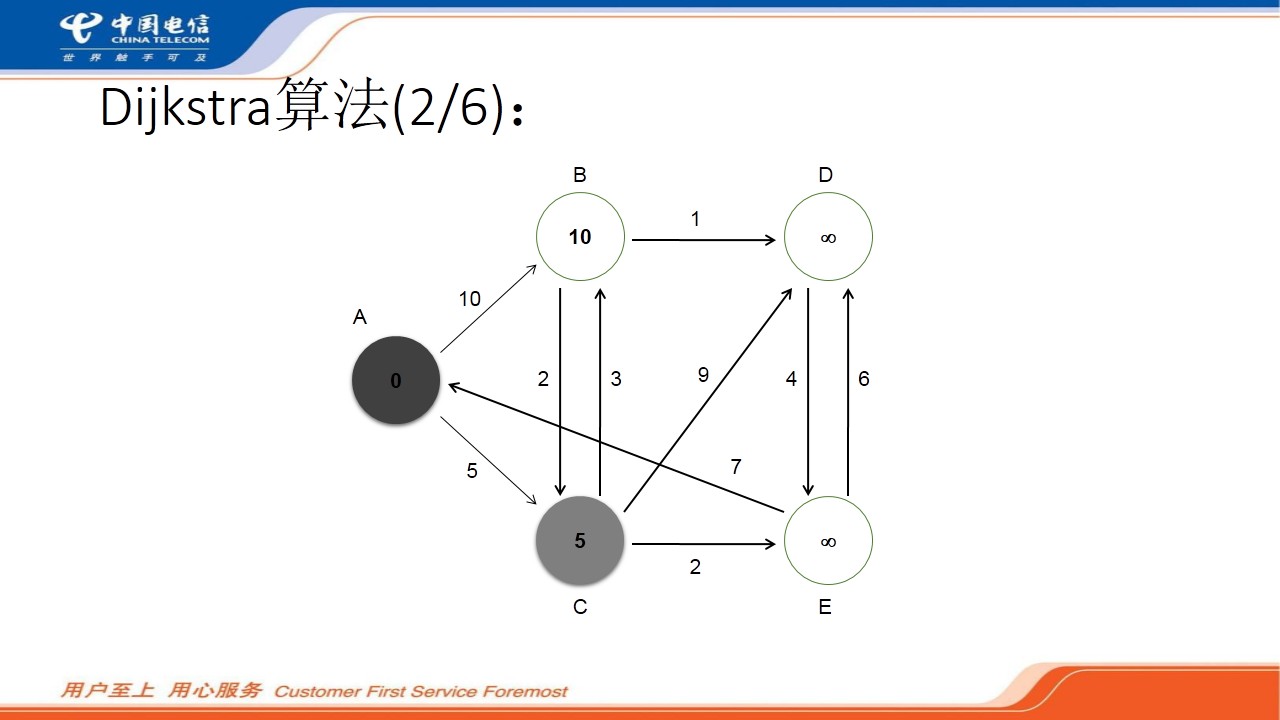 中国电信
CHINA TELECOM
世界触手可及
Dijkstra算法(2/6)：
B
D
10
1
∞
10
A
0
2
3
9
4
6
5
7
5
∞
2
C
E
用户至上 用心服务 Customer First Service Foremost